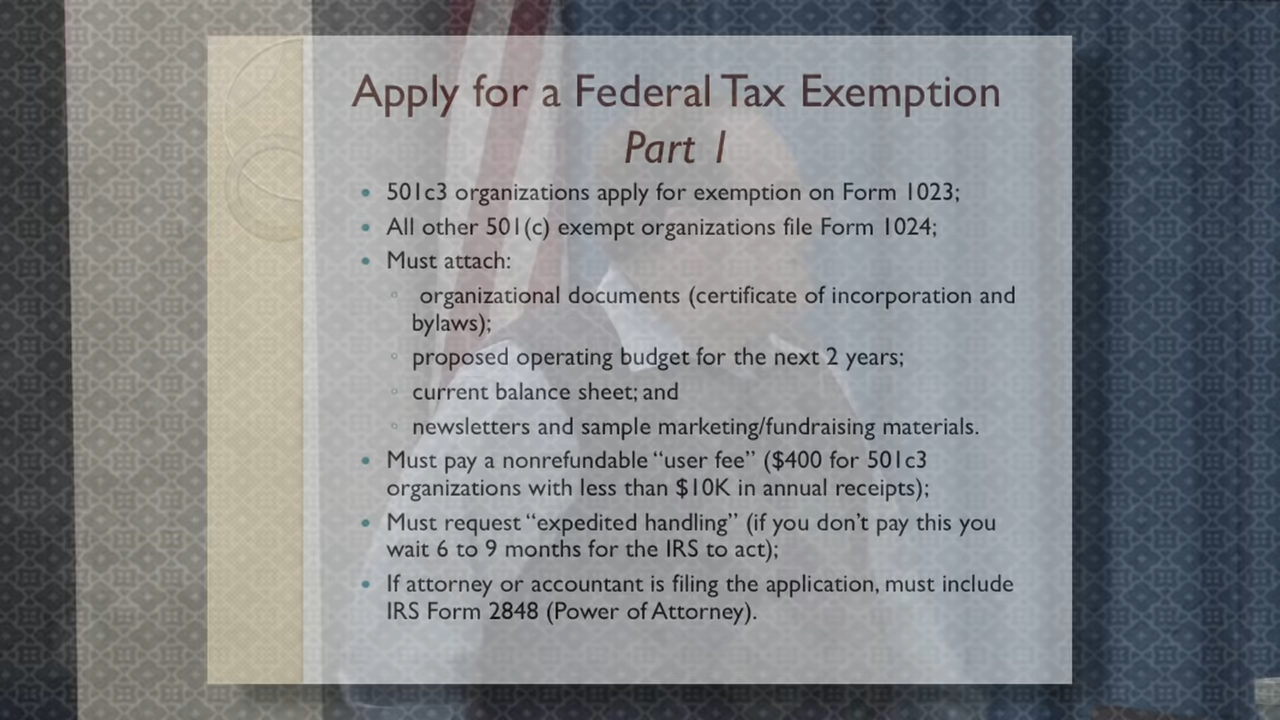 Apply for a Federal Tax Exemption
Part 1
501c3 organizations apply for exemption on Form 1023;
All other 501(c) exempt organizations file Form 1024;
Must attach:
organizational documents (certificate of incorporation and
bylaws);
proposed operating budget for the next 2 years;
current balance sheet; and
newsletters and sample marketing/fundraising materials.
Must pay a nonrefundable “user fee” ($400 for 501c3
organizations with less than $10K in annual receipts);
Must request “expedited handling” (if you don’t pay this you
wait 6 to 9 months for the IRS to act);
If attorney or accountant is filing the application, must include
IRS Form 2848 (Power of Attorney).